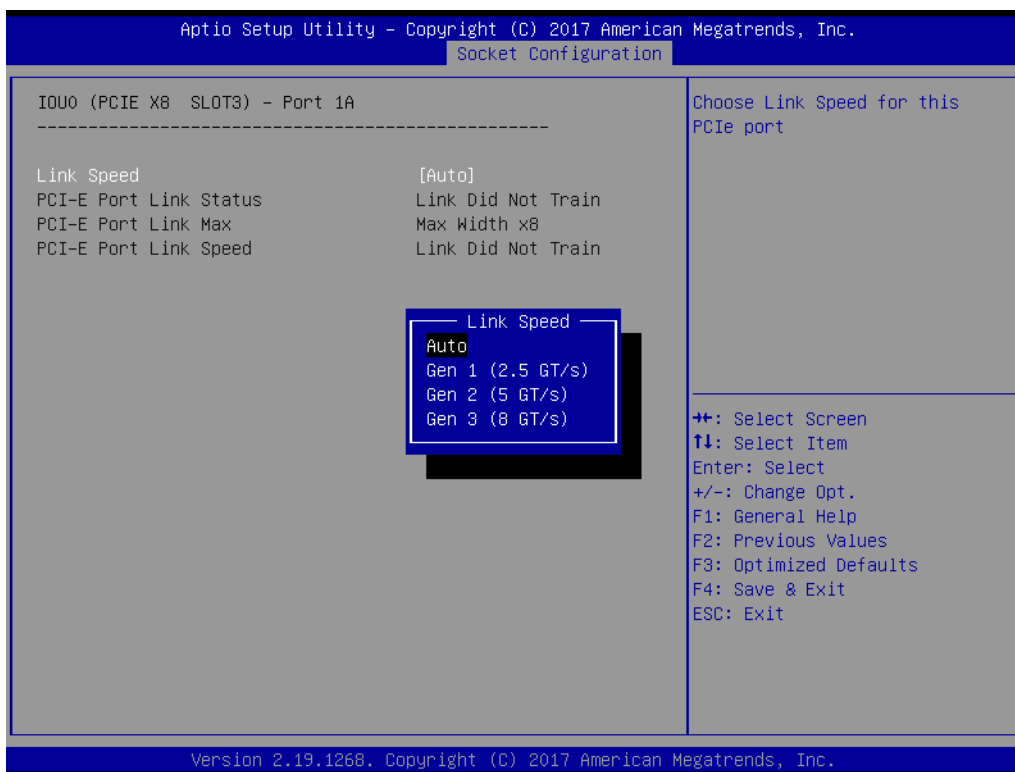 Aptio Setup Utility – Copyright (C) 2017 American Megatrends, Inc.
Socket Configuration
IOU0 (PCIE X8  SLOT3) – Port 1A
--------------------------------------------------
Link Speed [Auto]
PCI-E Port Link Status Link Did Not Train
PCI-E Port Link Max Max Width x8
PCI-E Port Link Speed Link Did Not Train
Link Speed
Auto
Gen 1 (2.5 GT/s)
Gen 2 (5 GT/s)
Gen 3 (8 GT/s)
Choose Link Speed for this
PCIe port
→←: Select Screen
↑↓: Select Item
Enter: Select
+/-: Change Opt.
F1: General Help
F2: Previous Values
F3: Optimized Defaults
F4: Save & Exit
ESC: Exit
Version 2.19.1268. Copyright (C) 2017 American Megatrends, Inc.